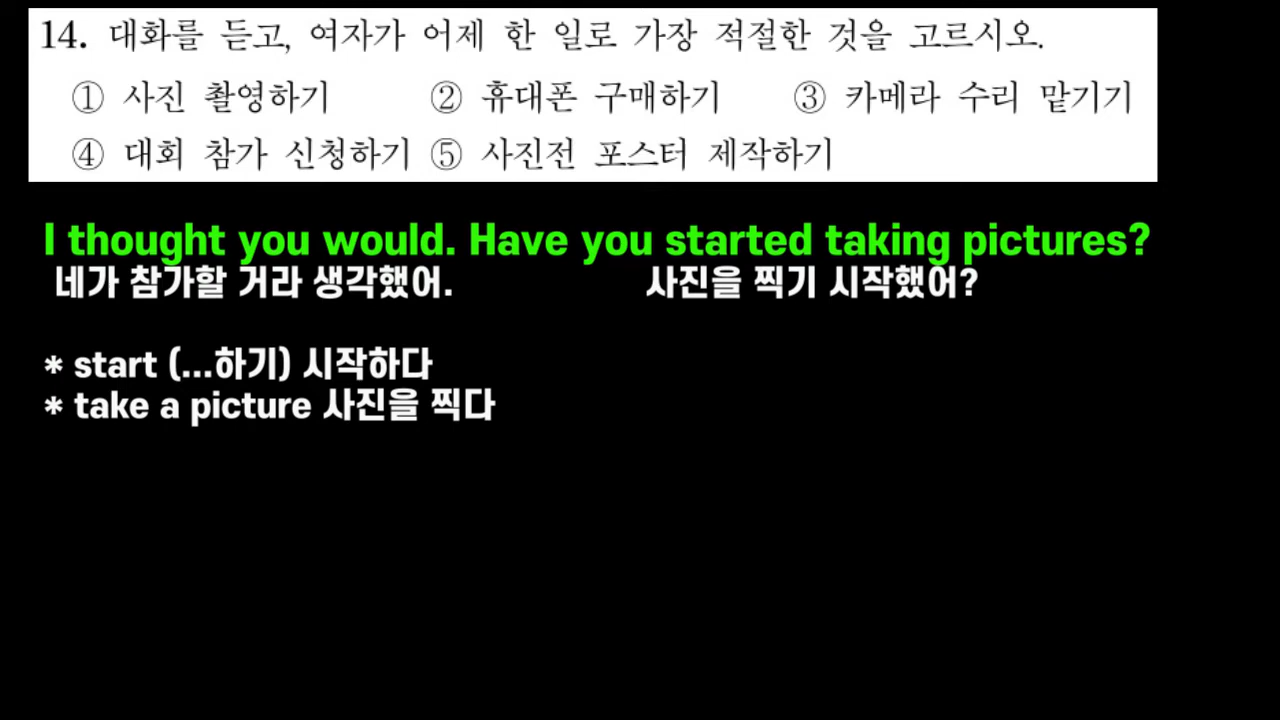 14. 대화를 듣고, 여자가 어제 한 일로 가장 적절한 것을 고르시오.
① 사진 촬영하기 ② 휴대폰 구매하기 ③ 카메라 수리 맡기기
④ 대회 참가 신청하기 ⑤ 사진전 포스터 제작하기
I thought you would. Have you started taking pictures?
네가 참가할 거라 생각했어. 사진을 찍기 시작했어?
* start (...하기) 시작하다
* take a picture 사진을 찍다